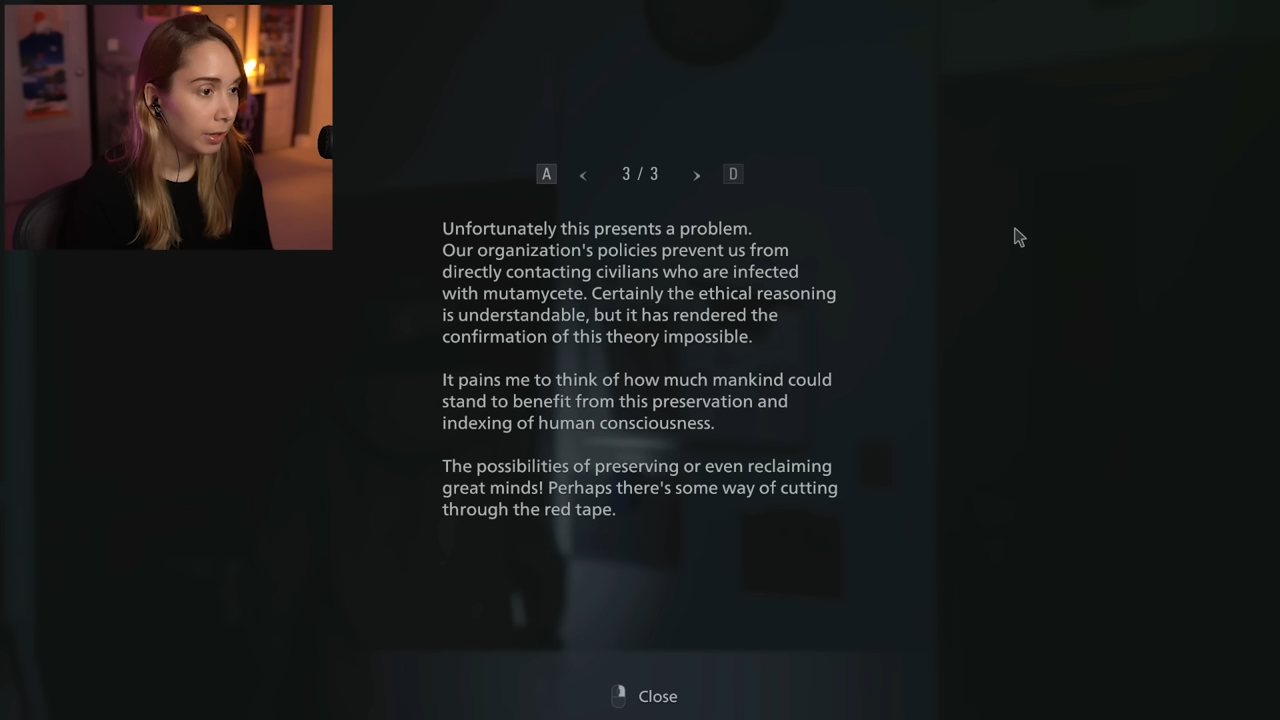 A < 3 / 3 > D
Unfortunately this presents a problem.
Our organization's policies prevent us from
directly contacting civilians who are infected
with mutamycete. Certainly the ethical reasoning
is understandable, but it has rendered the
confirmation of this theory impossible.
It pains me to think of how much mankind could
stand to benefit from this preservation and
indexing of human consciousness.
The possibilities of preserving or even reclaiming
great minds! Perhaps there's some way of cutting
through the red tape.
Close